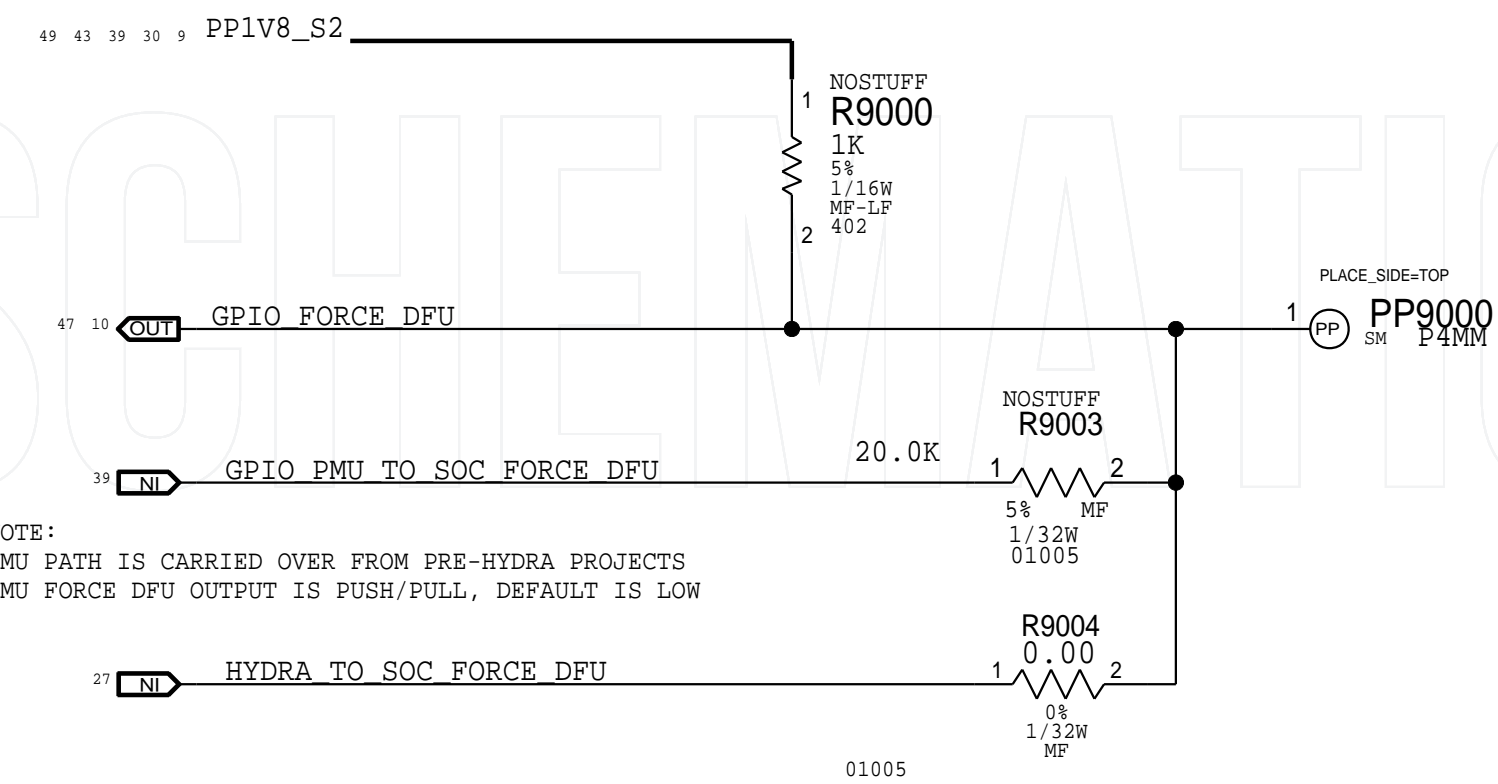 49 43 39 30 9 PP1V8_S2
NOSTUFF
1
R9000
1K
5%
1/16W
MF-LF
402
2
PLACE_SIDE=TOP
47 10 OUT GPIO_FORCE_DFU
1 PP PP9000
SM P4MM
NOSTUFF
R9003
20.0K
39 NI GPIO_PMU_TO_SOC_FORCE_DFU 1 2
5% MF
1/32W
01005
OTE:
MU PATH IS CARRIED OVER FROM PRE-HYDRA PROJECTS
MU FORCE DFU OUTPUT IS PUSH/PULL, DEFAULT IS LOW
R9004
0.00
27 NI HYDRA_TO_SOC_FORCE_DFU 1 2
0%
1/32W
MF
01005
SCHEMATIC